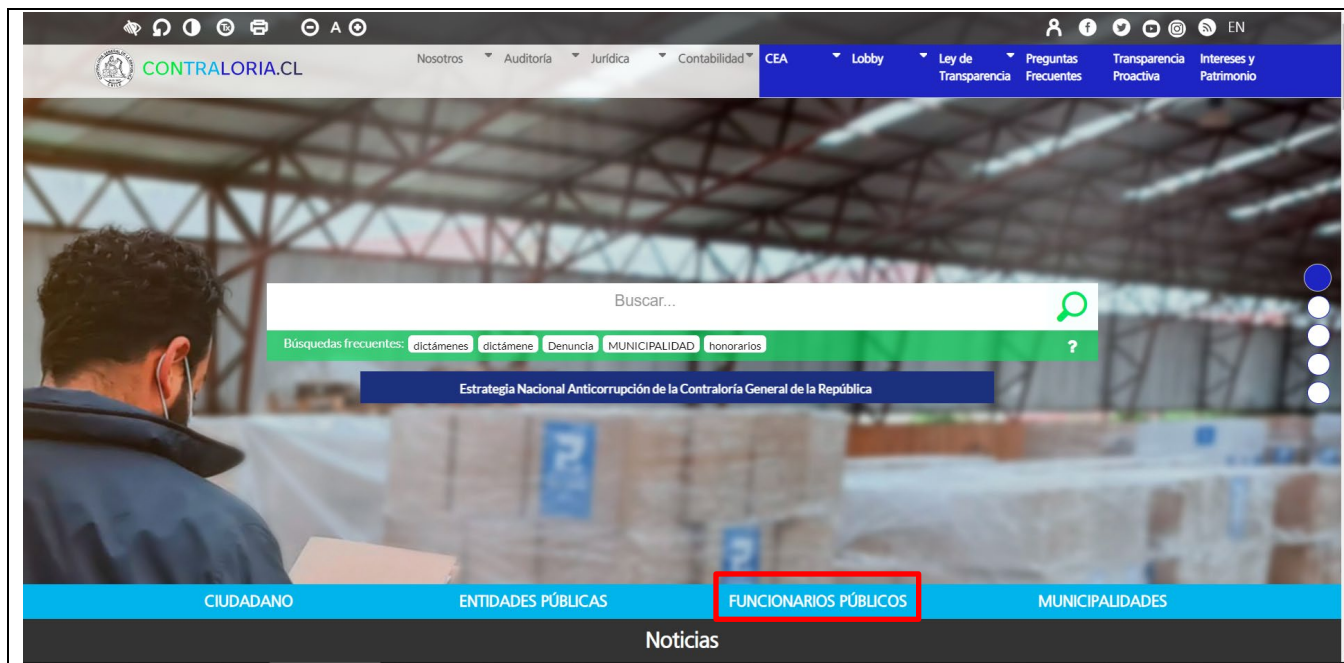 A EN
CONTRALORIA.CL
Nosotros Auditoría Jurídica Contabilidad CEA Lobby Ley de Transparencia Preguntas Frecuentes Transparencia Proactiva Intereses y Patrimonio
Buscar...
Búsquedas frecuentes: dictámenes dictámene Denuncia MUNICIPALIDAD honorarios ?
Estrategia Nacional Anticorrupción de la Contraloría General de la República
CIUDADANO ENTIDADES PÚBLICAS FUNCIONARIOS PÚBLICOS MUNICIPALIDADES
Noticias